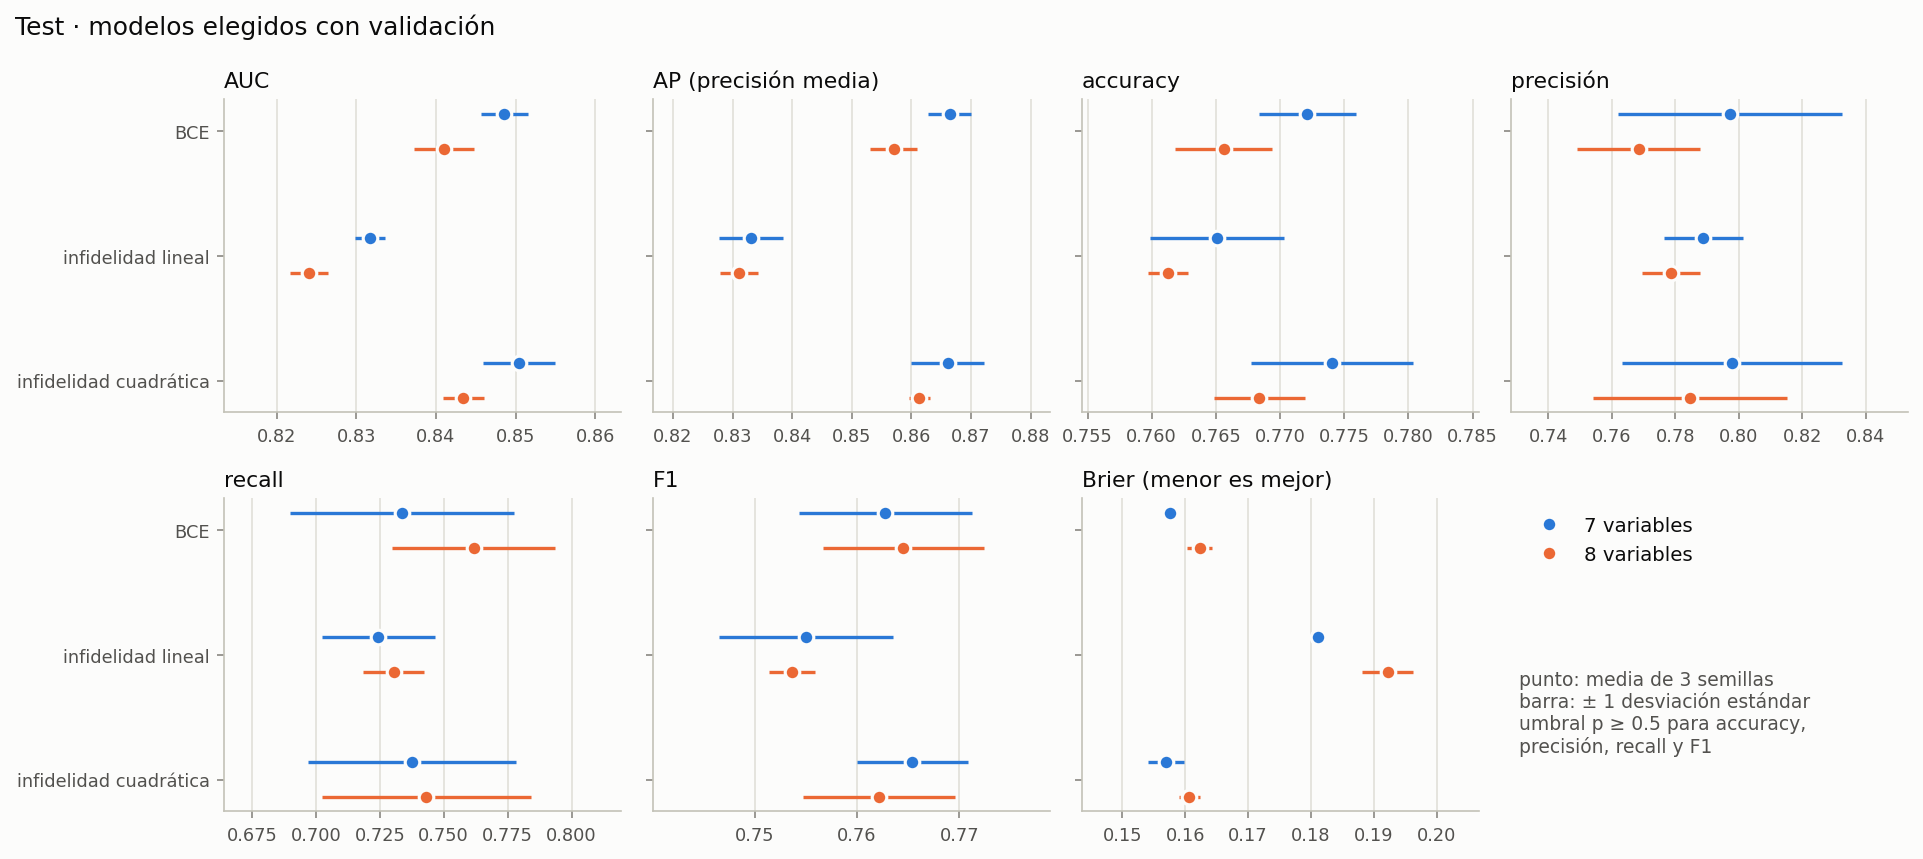 Test · modelos elegidos con validación
AUC
AP (precisión media)
accuracy
precisión
BCE
infidelidad lineal
infidelidad cuadrática
0.82 0.83 0.84 0.85 0.86
0.82 0.83 0.84 0.85 0.86 0.87 0.88
0.755 0.760 0.765 0.770 0.775 0.780 0.785
0.74 0.76 0.78 0.80 0.82 0.84
recall
F1
Brier (menor es mejor)
BCE
infidelidad lineal
infidelidad cuadrática
0.675 0.700 0.725 0.750 0.775 0.800
0.75 0.76 0.77
0.15 0.16 0.17 0.18 0.19 0.20
7 variables
8 variables
punto: media de 3 semillas
barra: ± 1 desviación estándar
umbral p ≥ 0.5 para accuracy,
precisión, recall y F1